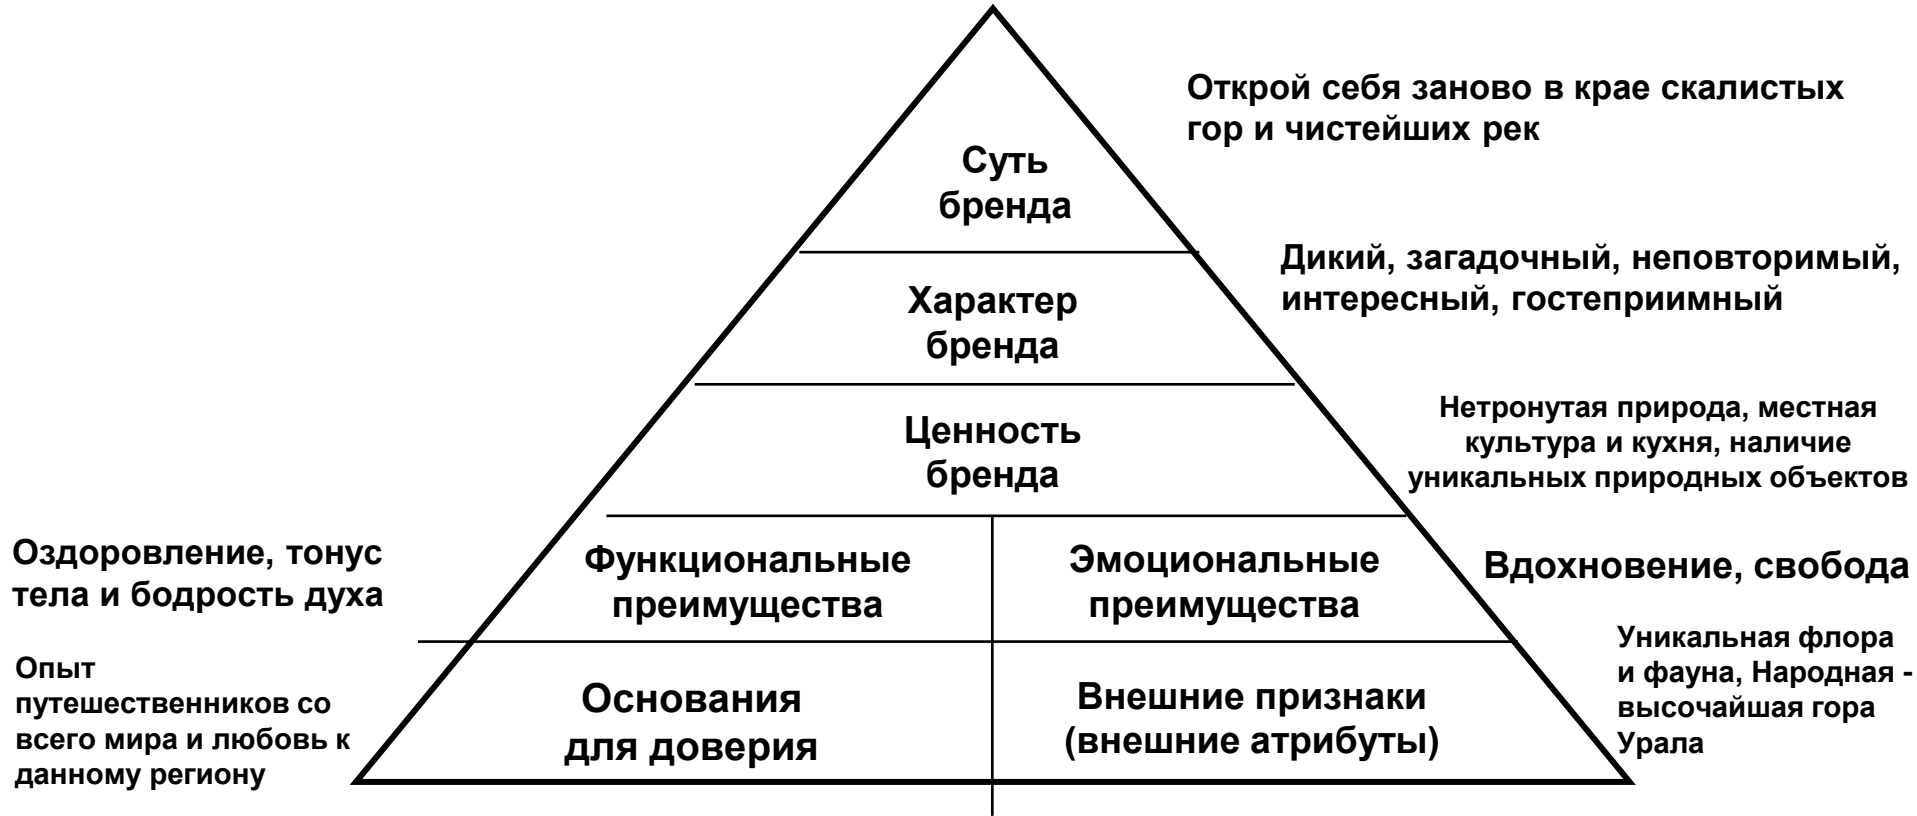 Открой себя заново в крае скалистых
гор и чистейших рек
Суть
бренда
Дикий, загадочный, неповторимый,
интересный, гостеприимный
Характер
бренда
Нетронутая природа, местная
культура и кухня, наличие
уникальных природных объектов
Ценность
бренда
Оздоровление, тонус
тела и бодрость духа
Функциональные
преимущества
Эмоциональные
преимущества
Вдохновение, свобода
Опыт
путешественников со
всего мира и любовь к
данному региону
Основания
для доверия
Внешние признаки
(внешние атрибуты)
Уникальная флора
и фауна, Народная -
высочайшая гора
Урала